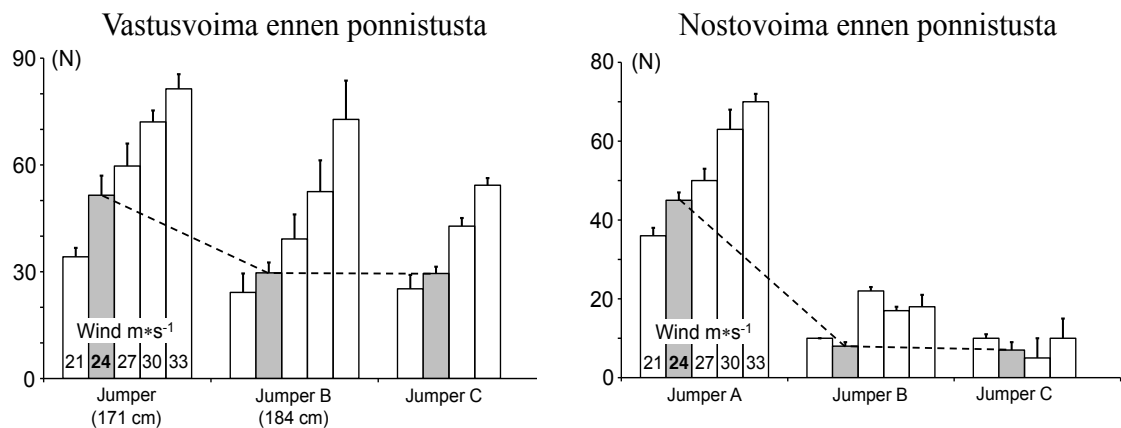 Vastusvoima ennen ponnistusta
(N)
90
60
30
0
Wind m∗s-1
21 24 27 30 33
Jumper
(171 cm)
Jumper B
(184 cm)
Jumper C
Nostovoima ennen ponnistusta
(N)
80
60
40
20
0
Wind m∗s-1
21 24 27 30 33
Jumper A
Jumper B
Jumper C